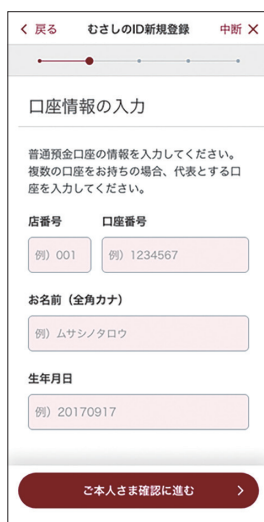 戻る むさしのID新規登録 中断 ×
口座情報の入力
普通預金口座の情報を入力してください。
複数の口座をお持ちの場合、代表とする口
座を入力してください。
店番号 口座番号
例）001 例）1234567
お名前（全角カナ）
例）ムサシノタロウ
生年月日
例）20170917
ご本人さま確認に進む